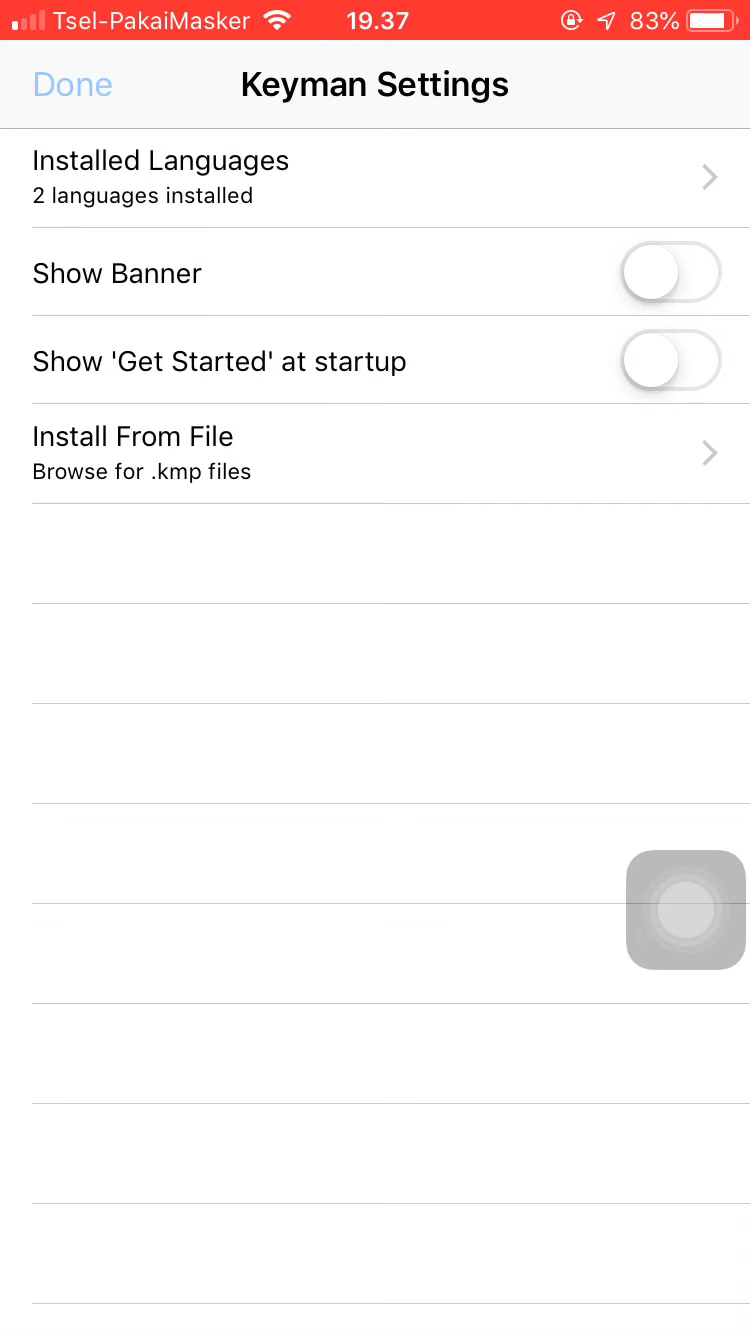 Tsel-PakaiMasker 19.37 83%
Done Keyman Settings
Installed Languages
2 languages installed
Show Banner
Show 'Get Started' at startup
Install From File
Browse for .kmp files